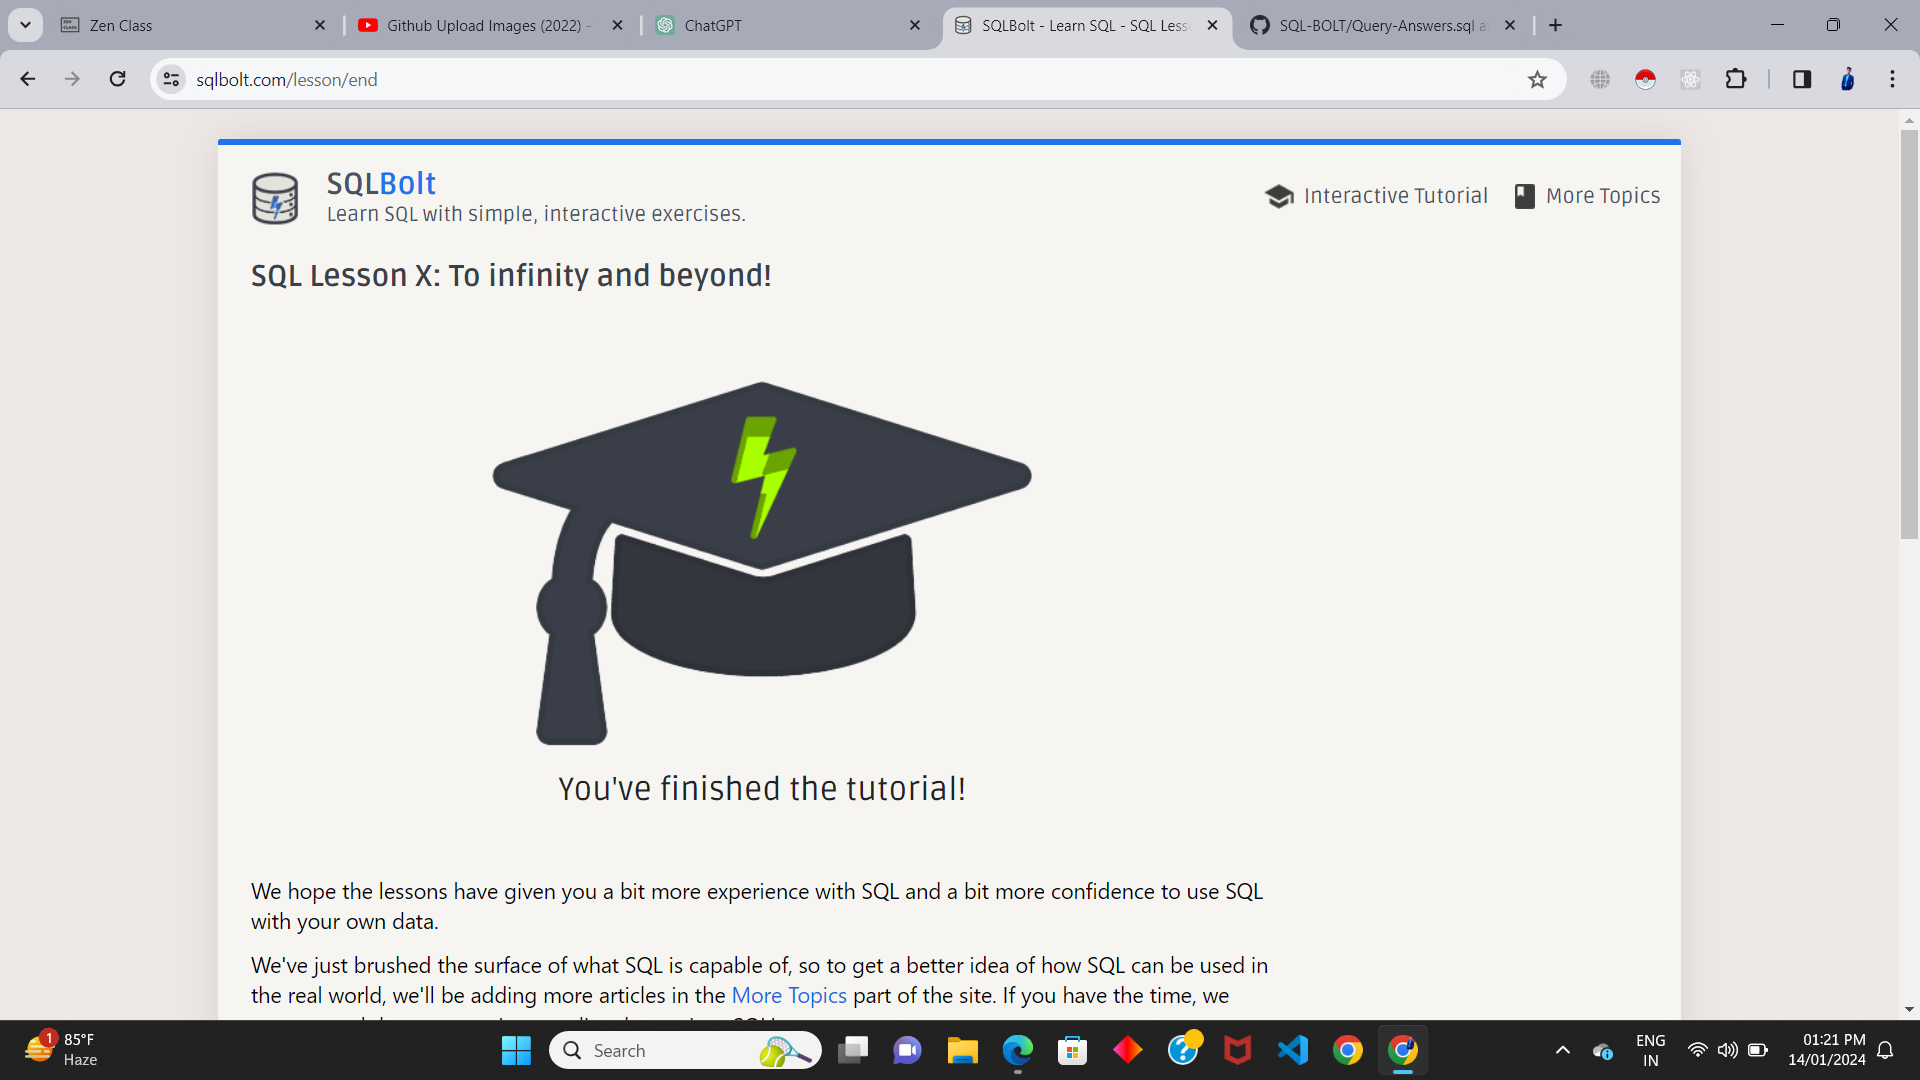 Zen Class
Github Upload Images (2022) -
ChatGPT
SQLBolt - Learn SQL - SQL Less
SQL-BOLT/Query-Answers.sql a
sqlbolt.com/lesson/end
SQLBolt
Learn SQL with simple, interactive exercises.
Interactive Tutorial
More Topics
SQL Lesson X: To infinity and beyond!
You've finished the tutorial!
We hope the lessons have given you a bit more experience with SQL and a bit more confidence to use SQL
with your own data.
We've just brushed the surface of what SQL is capable of, so to get a better idea of how SQL can be used in
the real world, we'll be adding more articles in the More Topics part of the site. If you have the time, we
1
85°F
Haze
Search
ENG
IN
01:21 PM
14/01/2024